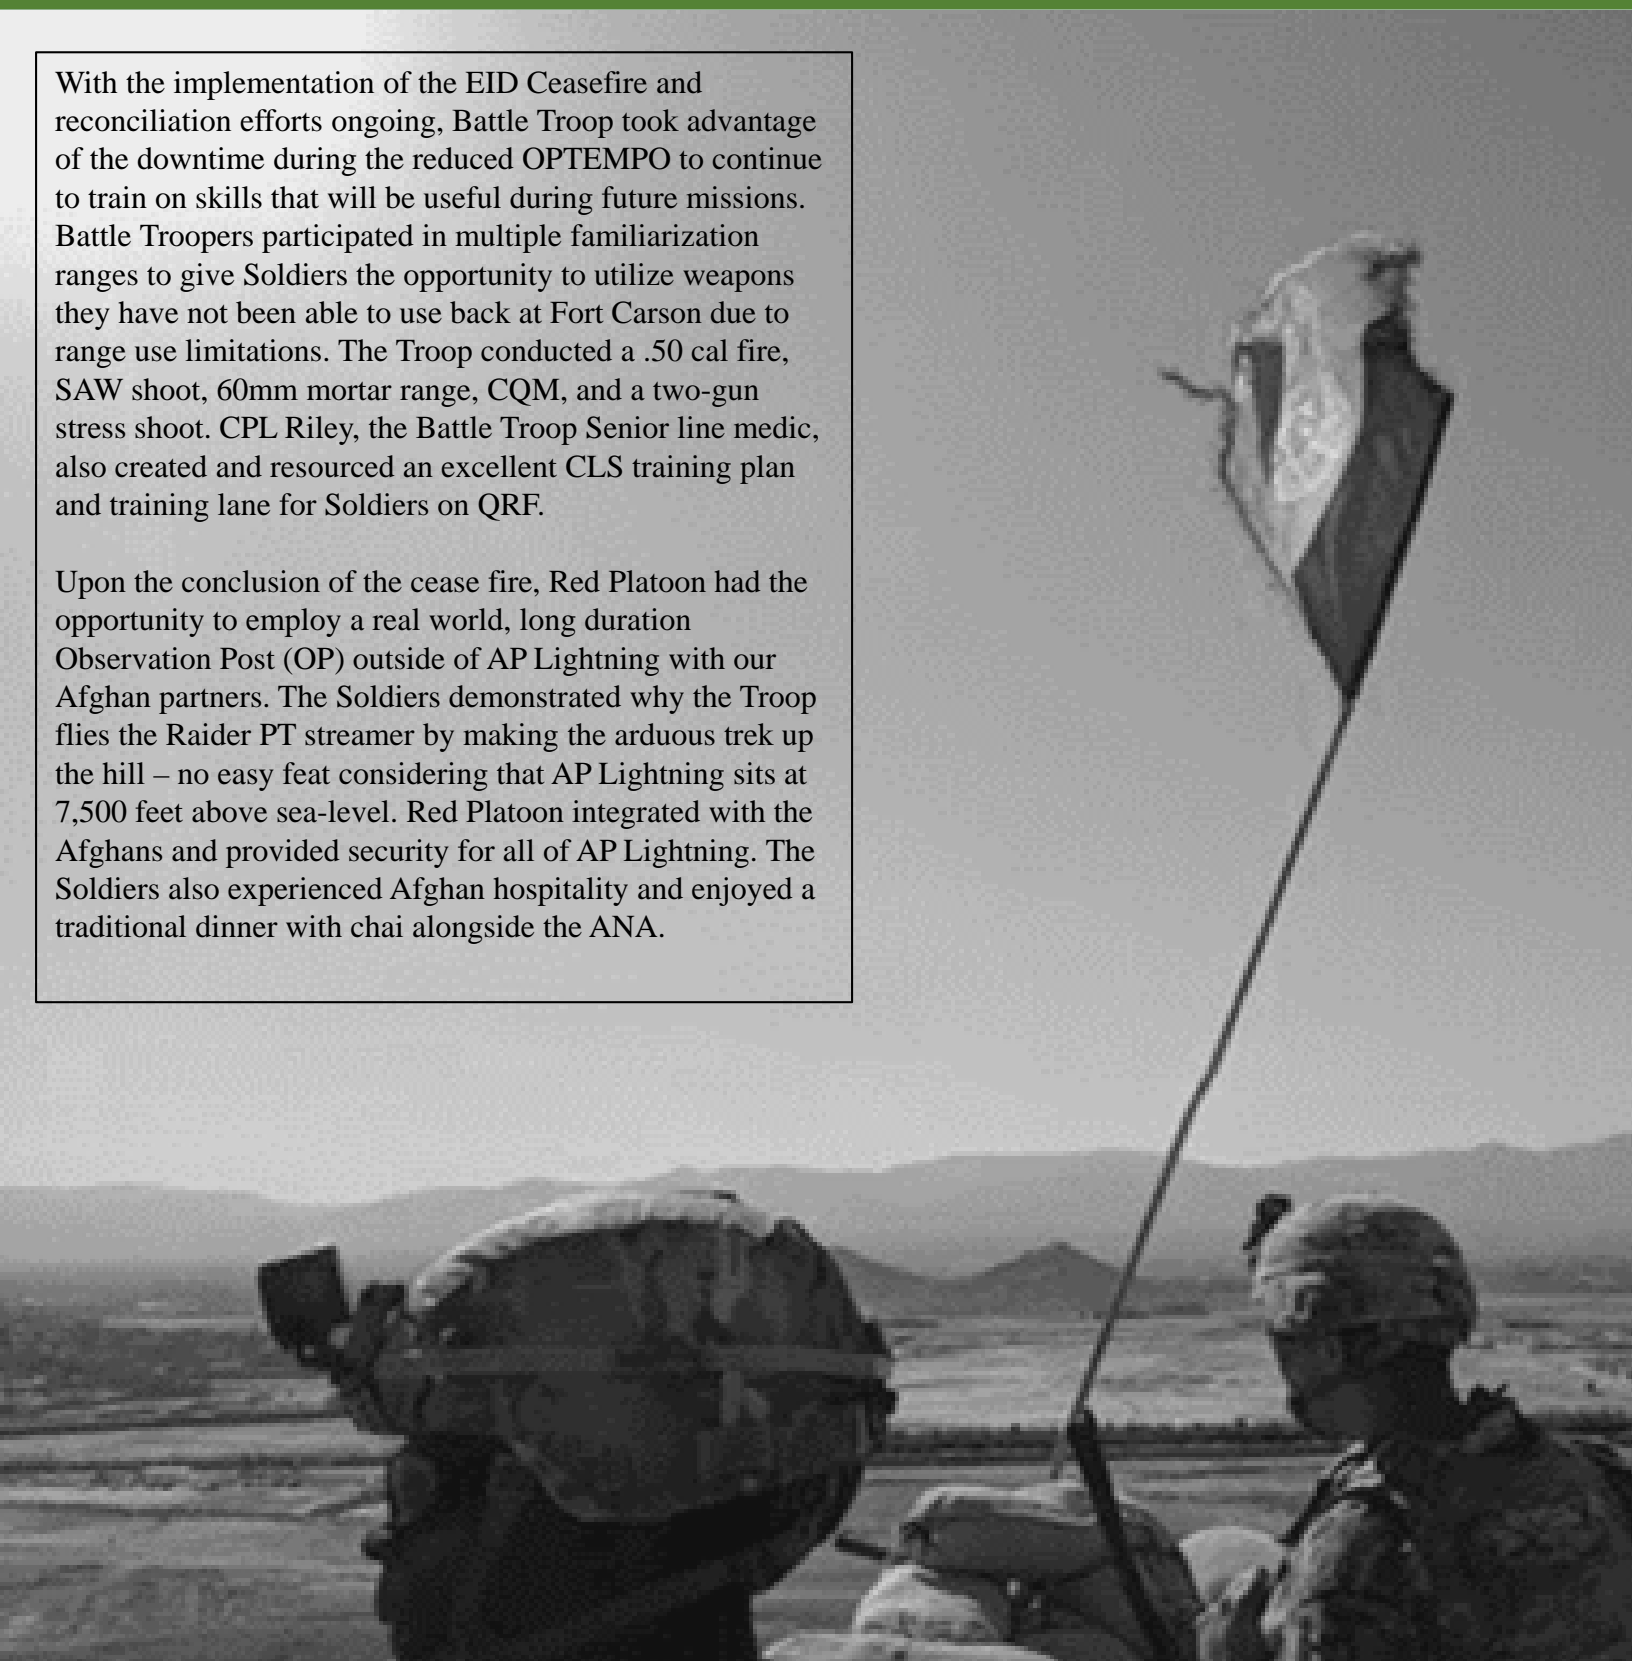 With the implementation of the EID Ceasefire and
reconciliation efforts ongoing, Battle Troop took advantage
of the downtime during the reduced OPTEMPO to continue
to train on skills that will be useful during future missions.
Battle Troopers participated in multiple familiarization
ranges to give Soldiers the opportunity to utilize weapons
they have not been able to use back at Fort Carson due to
range use limitations. The Troop conducted a .50 cal fire,
SAW shoot, 60mm mortar range, CQM, and a two-gun
stress shoot. CPL Riley, the Battle Troop Senior line medic,
also created and resourced an excellent CLS training plan
and training lane for Soldiers on QRF.
Upon the conclusion of the cease fire, Red Platoon had the
opportunity to employ a real world, long duration
Observation Post (OP) outside of AP Lightning with our
Afghan partners. The Soldiers demonstrated why the Troop
flies the Raider PT streamer by making the arduous trek up
the hill – no easy feat considering that AP Lightning sits at
7,500 feet above sea-level. Red Platoon integrated with the
Afghans and provided security for all of AP Lightning. The
Soldiers also experienced Afghan hospitality and enjoyed a
traditional dinner with chai alongside the ANA.